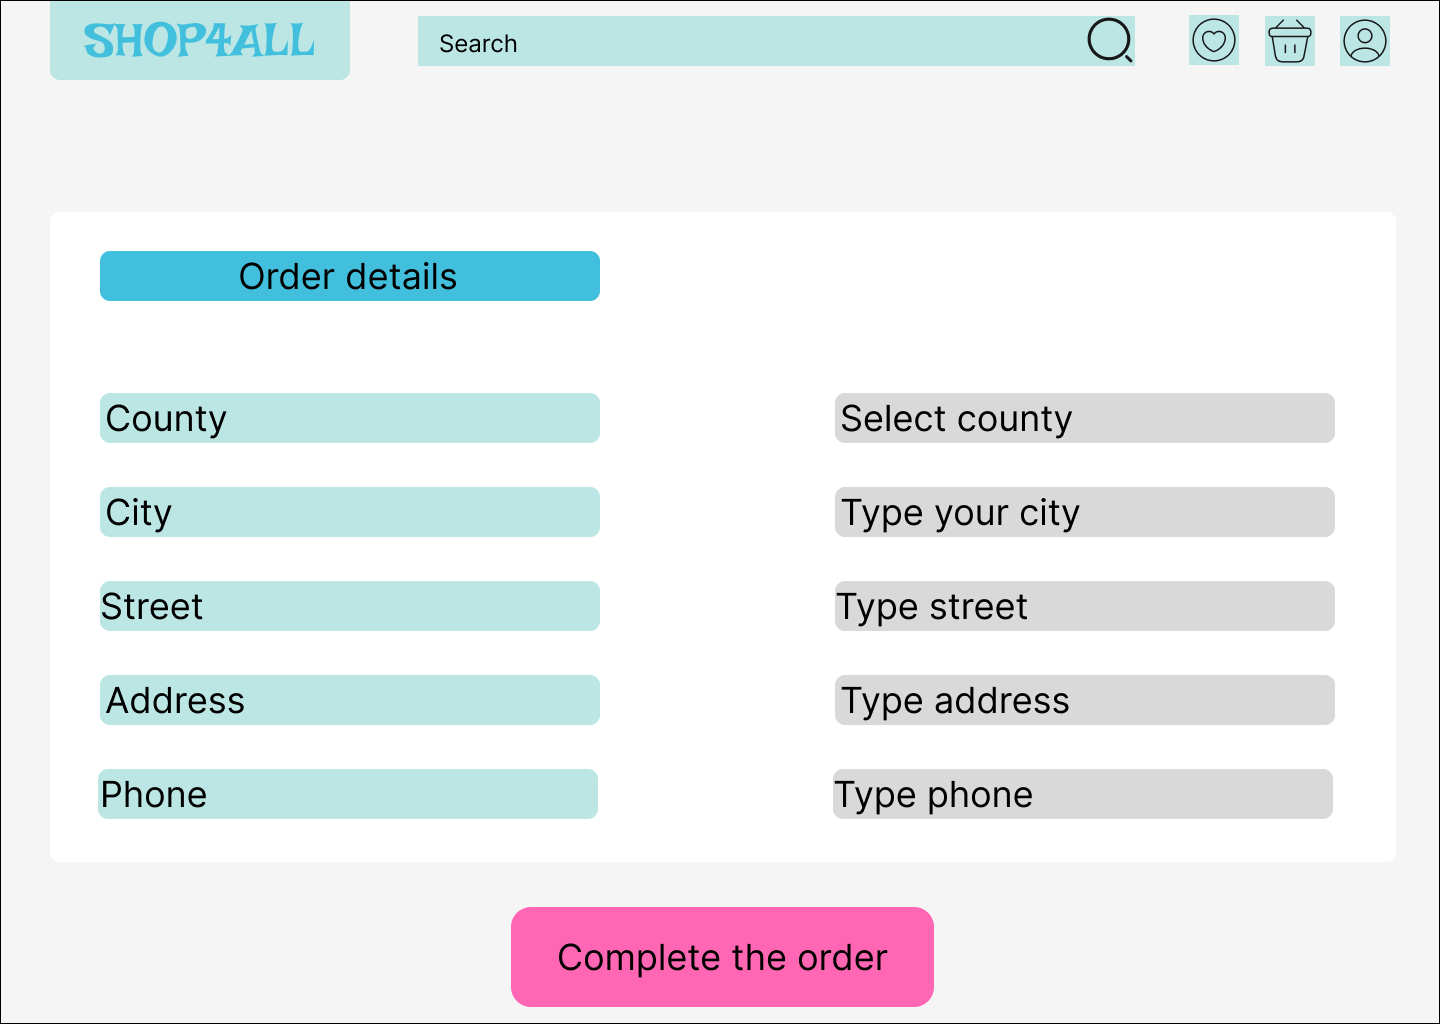 SHOP4ALL
Search
Order details
County
Select county
City
Type your city
Street
Type street
Address
Type address
Phone
Type phone
Complete the order